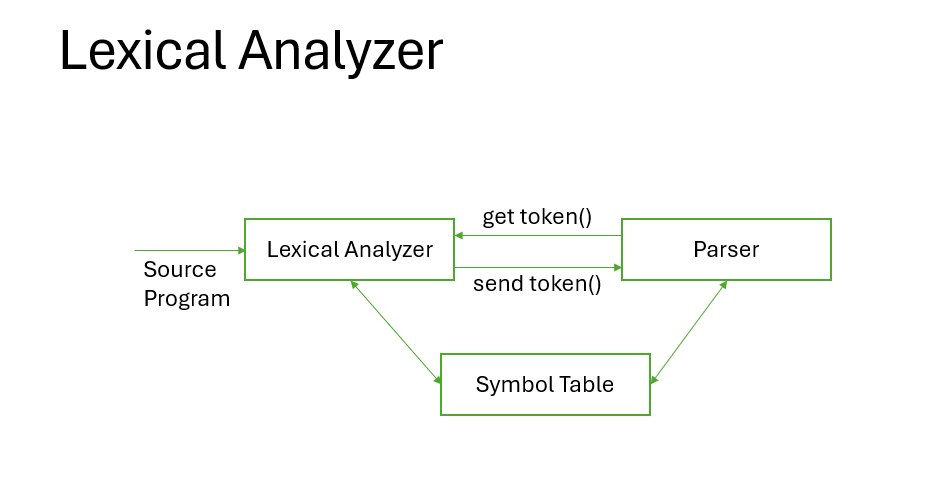 Lexical Analyzer
get token()
Lexical Analyzer
Parser
Source
Program
send token()
Symbol Table